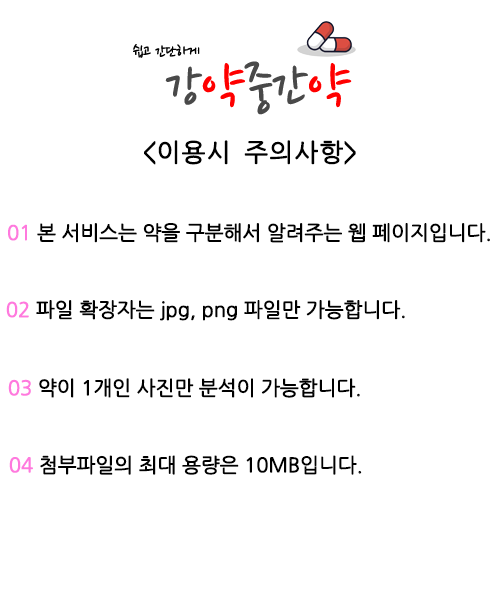 쉽고 간단하게
강약중간약
<이용시 주의사항>
01 본 서비스는 약을 구분해서 알려주는 웹 페이지입니다.
02 파일 확장자는 jpg, png 파일만 가능합니다.
03 약이 1개인 사진만 분석이 가능합니다.
04 첨부파일의 최대 용량은 10MB입니다.